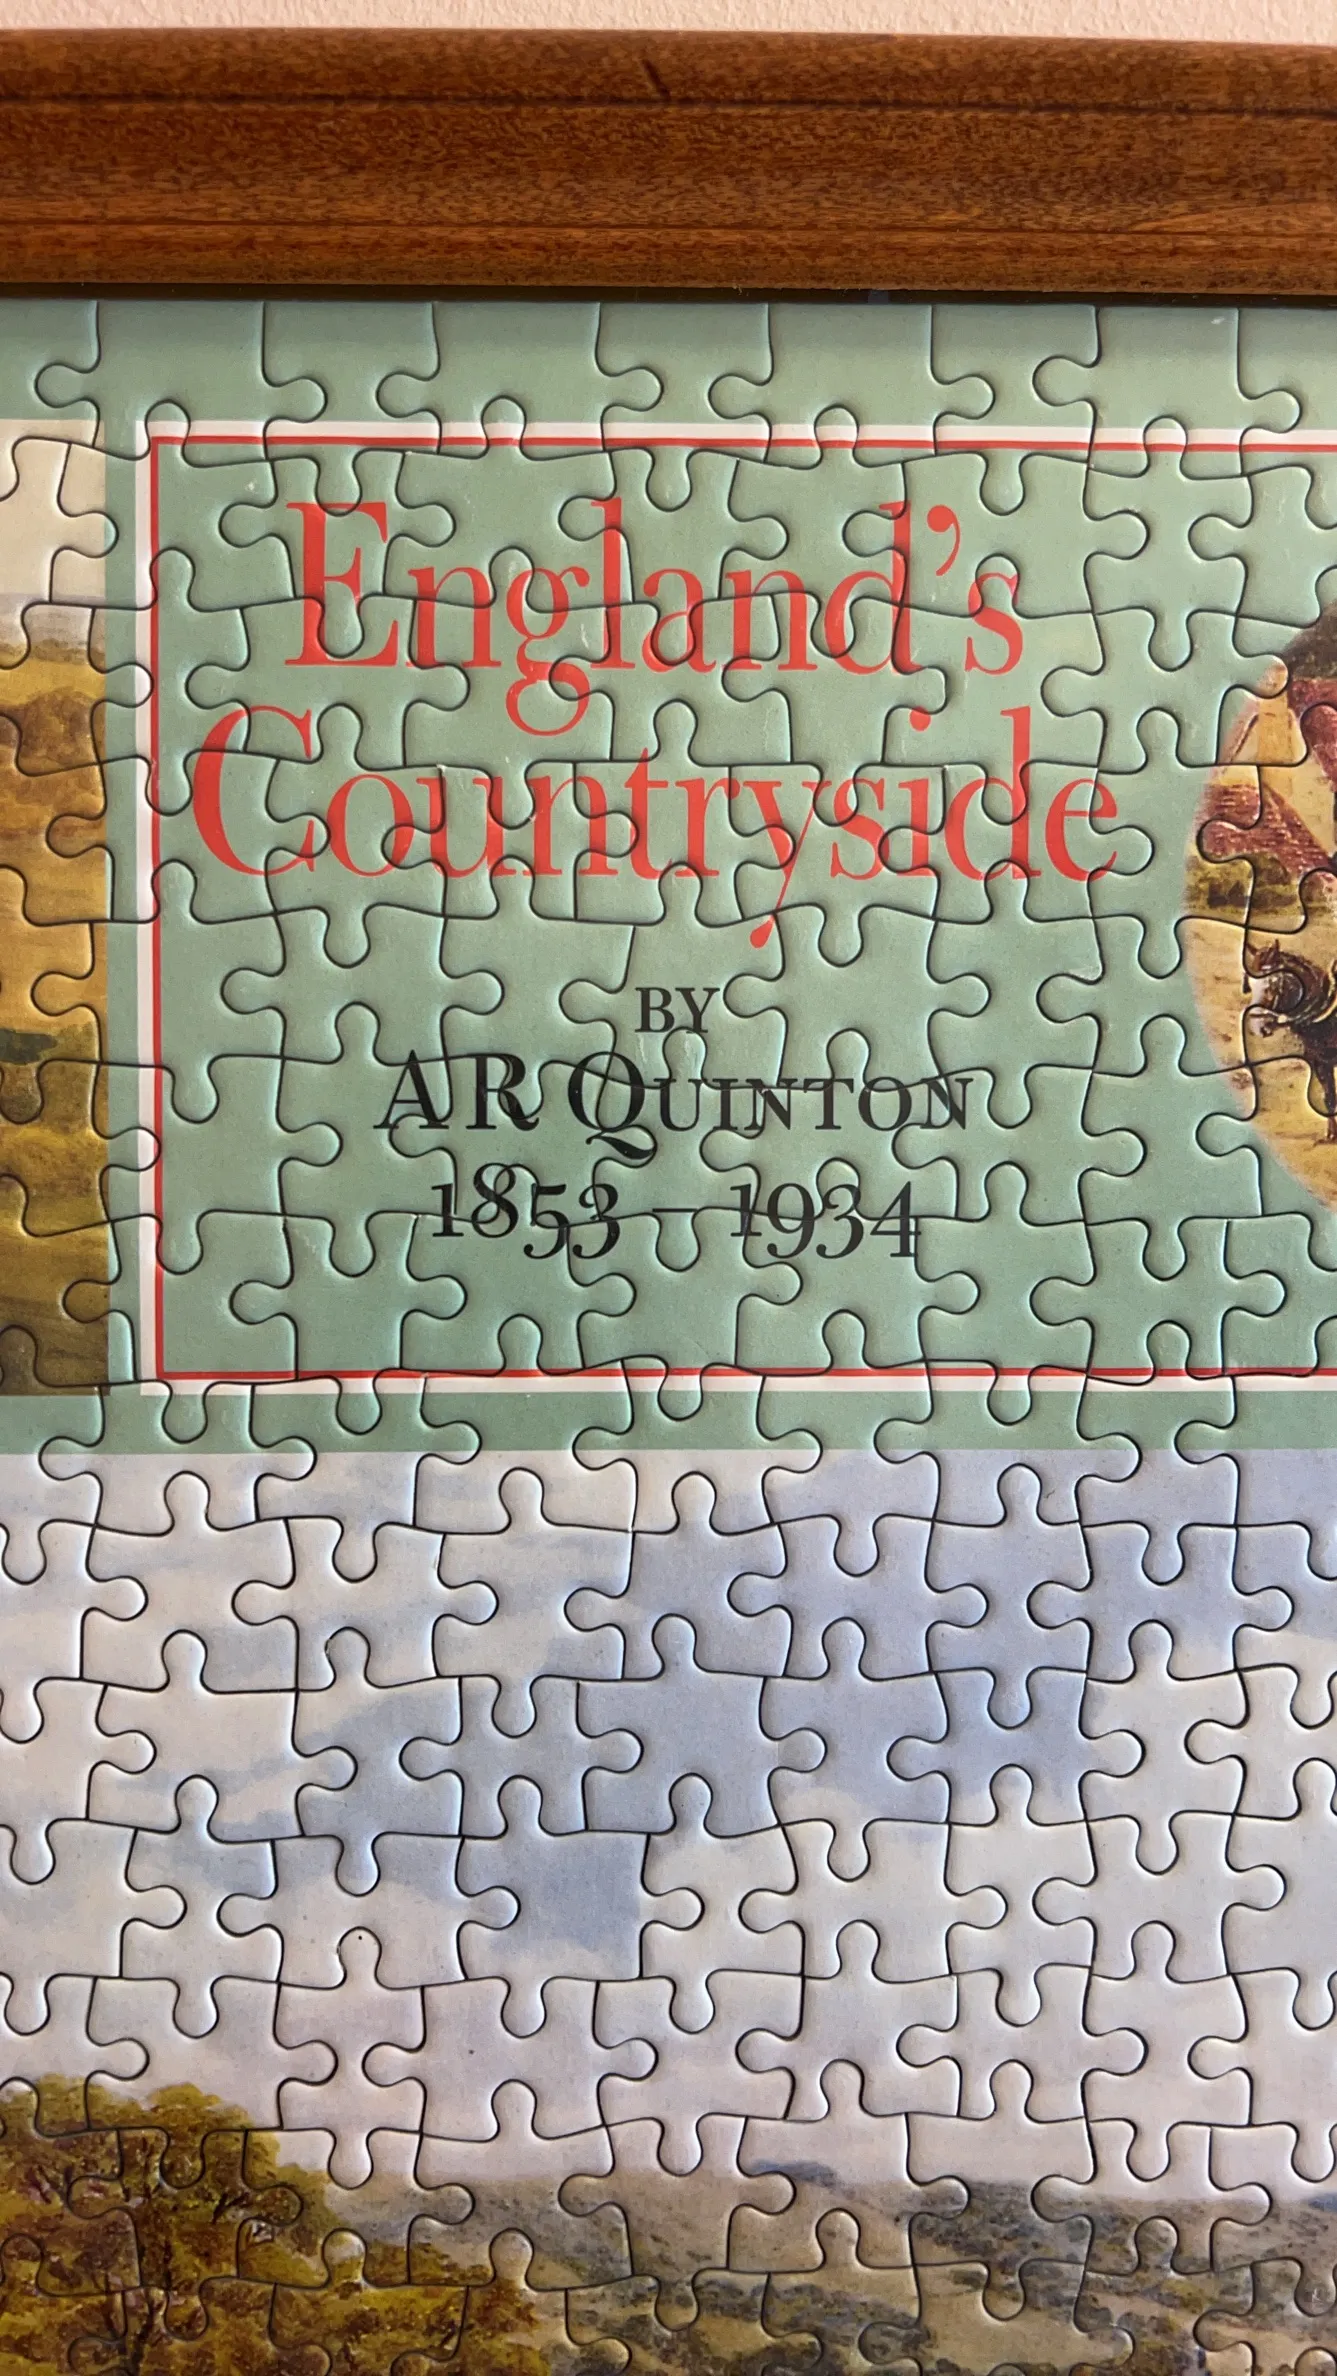 England's
Countryside
BY
A R QUINTON
1853 – 1934